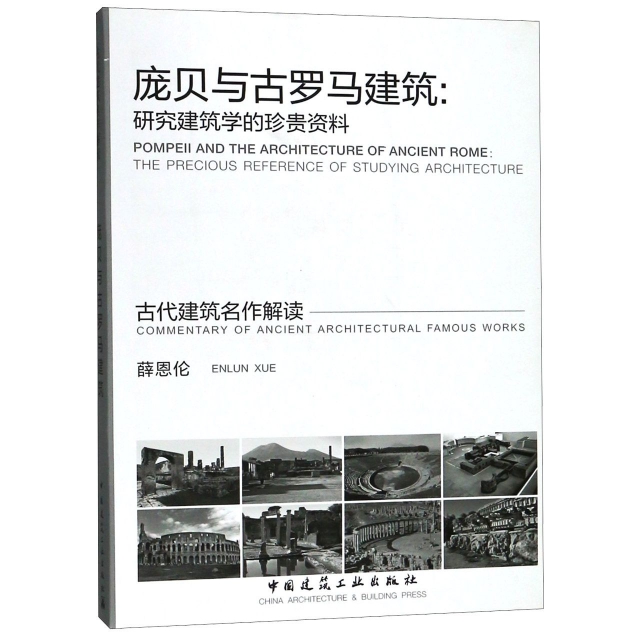 庞贝与古罗马建筑:
研究建筑学的珍贵资料
POMPEII AND THE ARCHITECTURE OF ANCIENT ROME:
THE PRECIOUS REFERENCE OF STUDYING ARCHITECTURE
古代建筑名作解读
COMMENTARY OF ANCIENT ARCHITECTURAL FAMOUS WORKS
薛恩伦 ENLUN XUE
中国建筑工业出版社
CHINA ARCHITECTURE & BUILDING PRESS